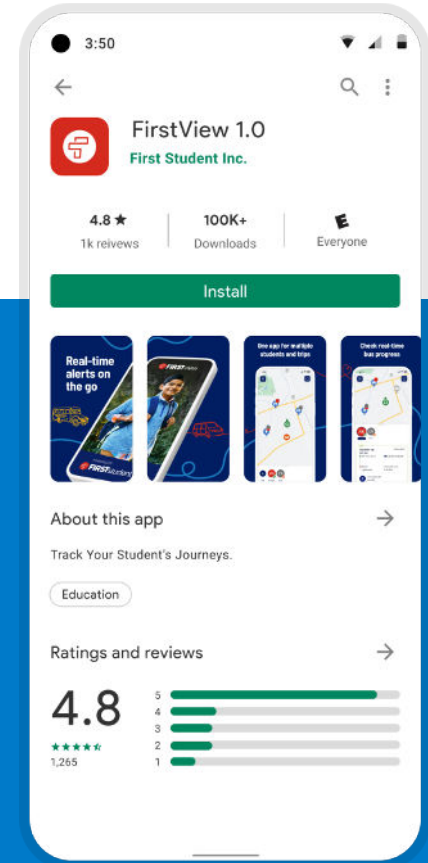 3:50
FirstView 1.0
First Student Inc.
4.8 ★
1k reivews
100K+
Downloads
E
Everyone
Install
Real-time
alerts on
the go
FIRSTstudent
FIRSTVIEW
One app for multiple
students and trips
Check real-time
bus progress
About this app
Track Your Student's Journeys.
Education
Ratings and reviews
4.8
1,265
5
4
3
2
1